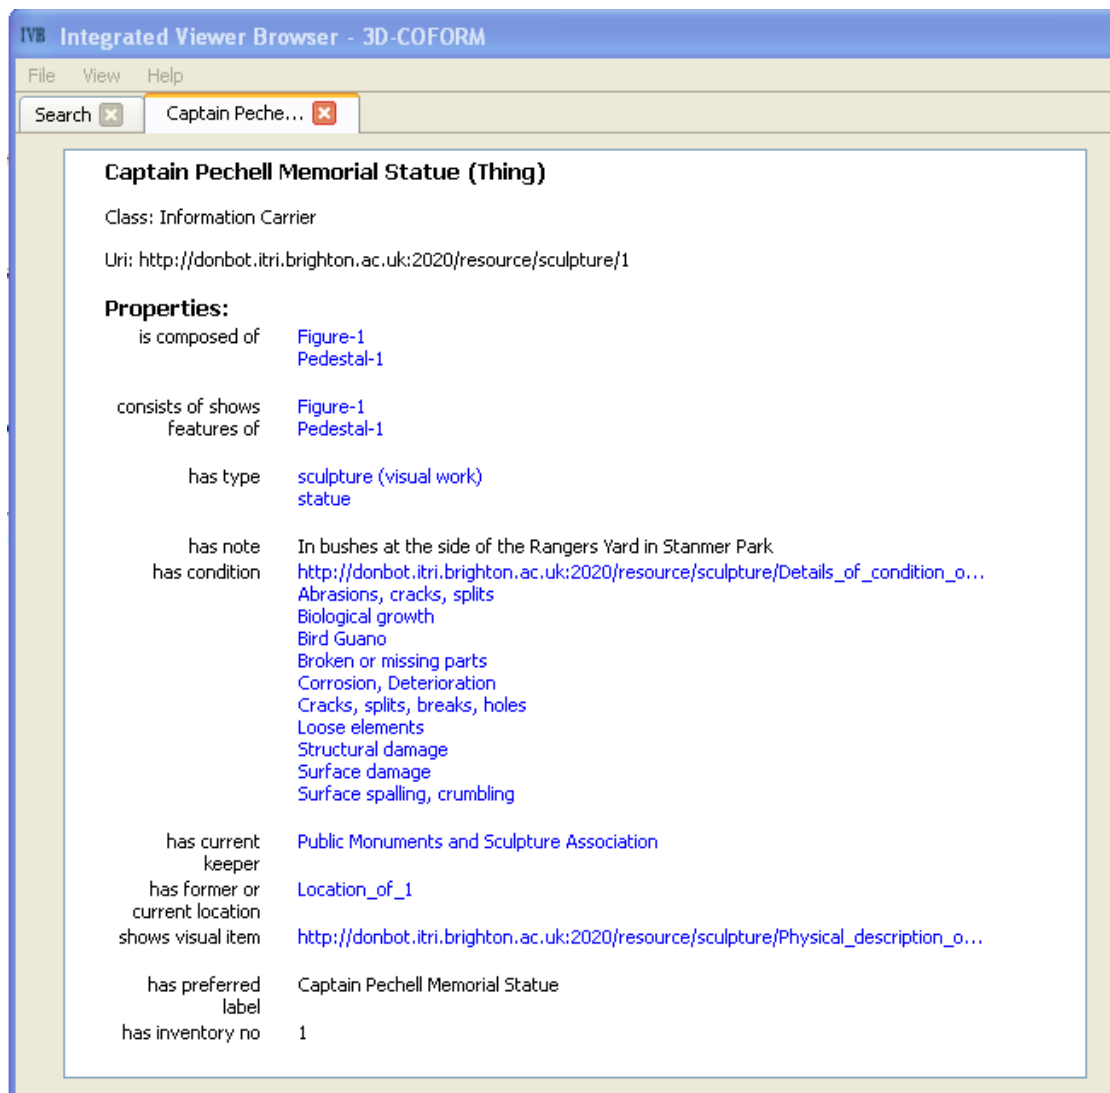 IVB Integrated Viewer Browser - 3D-COFORM
File View Help
Search Captain Peche...
Captain Pechell Memorial Statue (Thing)
Class: Information Carrier
Uri: http://donbot.itri.brighton.ac.uk:2020/resource/sculpture/1
Properties:
is composed of Figure-1
Pedestal-1
consists of shows Figure-1
features of Pedestal-1
has type sculpture (visual work)
statue
has note In bushes at the side of the Rangers Yard in Stanmer Park
has condition http://donbot.itri.brighton.ac.uk:2020/resource/sculpture/Details_of_condition_o...
Abrasions, cracks, splits
Biological growth
Bird Guano
Broken or missing parts
Corrosion, Deterioration
Cracks, splits, breaks, holes
Loose elements
Structural damage
Surface damage
Surface spalling, crumbling
has current Public Monuments and Sculpture Association
keeper
has former or Location_of_1
current location
shows visual item http://donbot.itri.brighton.ac.uk:2020/resource/sculpture/Physical_description_o...
has preferred Captain Pechell Memorial Statue
label
has inventory no 1